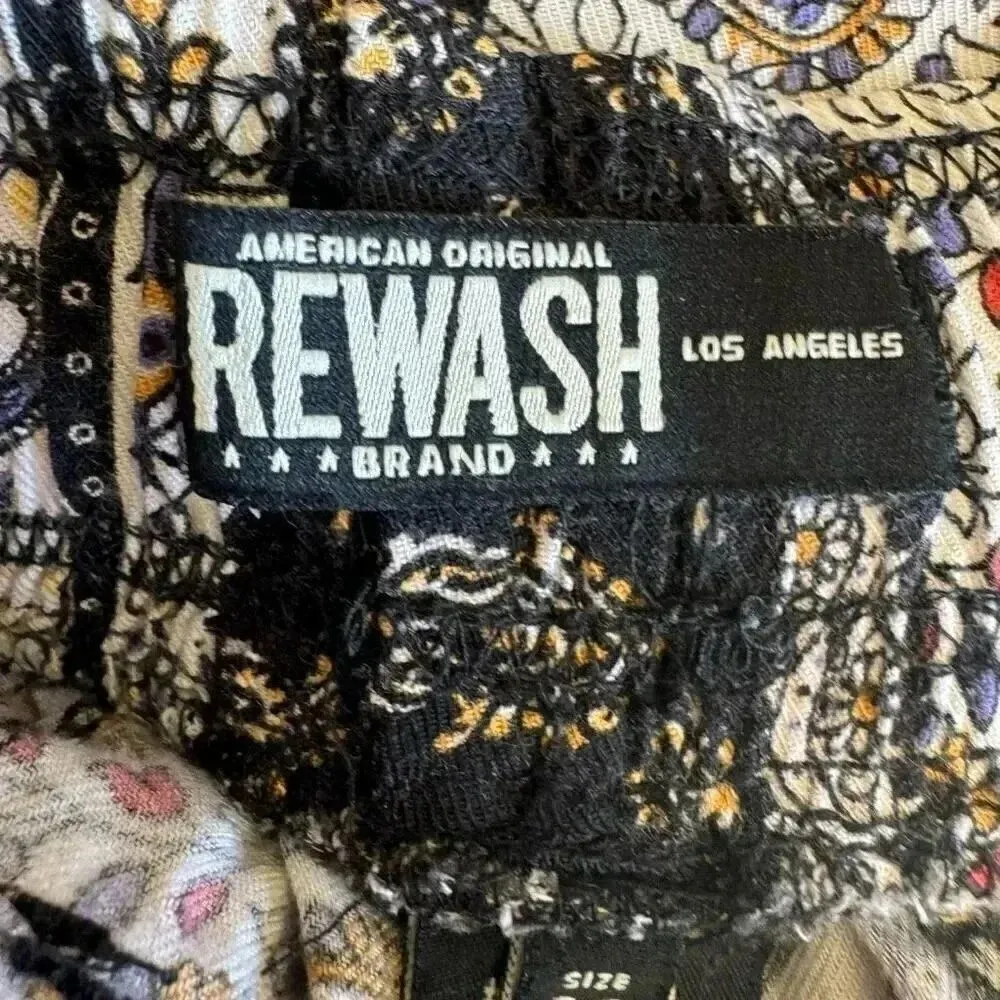 AMERICAN ORIGINAL
REWASH
LOS ANGELES
★ ★ ★ BRAND ★ ★ ★
SIZE